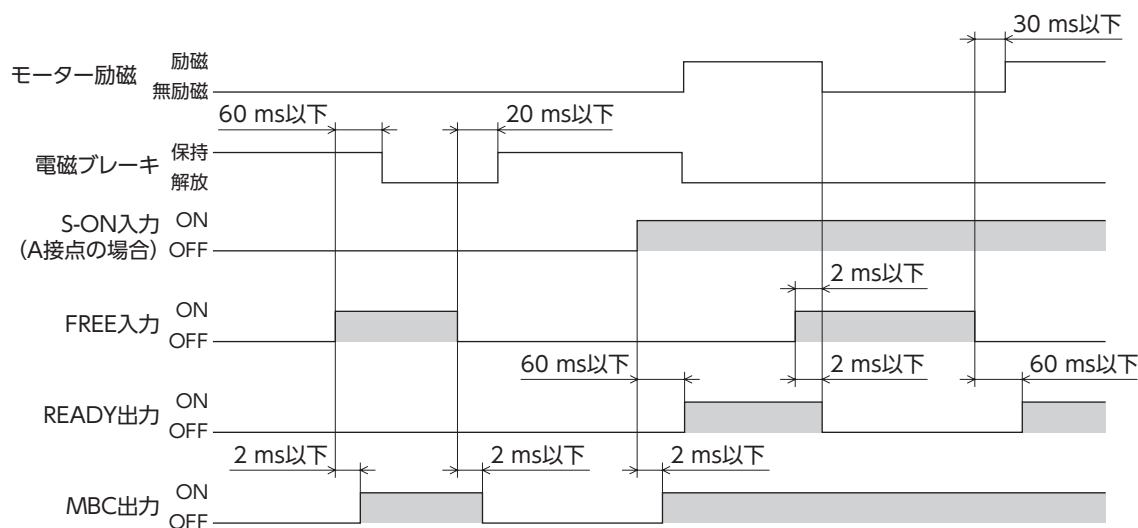 30 ms以下
励磁
モーター励磁
無励磁
60 ms以下
20 ms以下
保持
電磁ブレーキ
解放
S-ON入力
ON
(A接点の場合)
OFF
2 ms以下
ON
FREE入力
OFF
60 ms以下
2 ms以下
60 ms以下
ON
READY出力
OFF
2 ms以下
2 ms以下
2 ms以下
ON
MBC出力
OFF